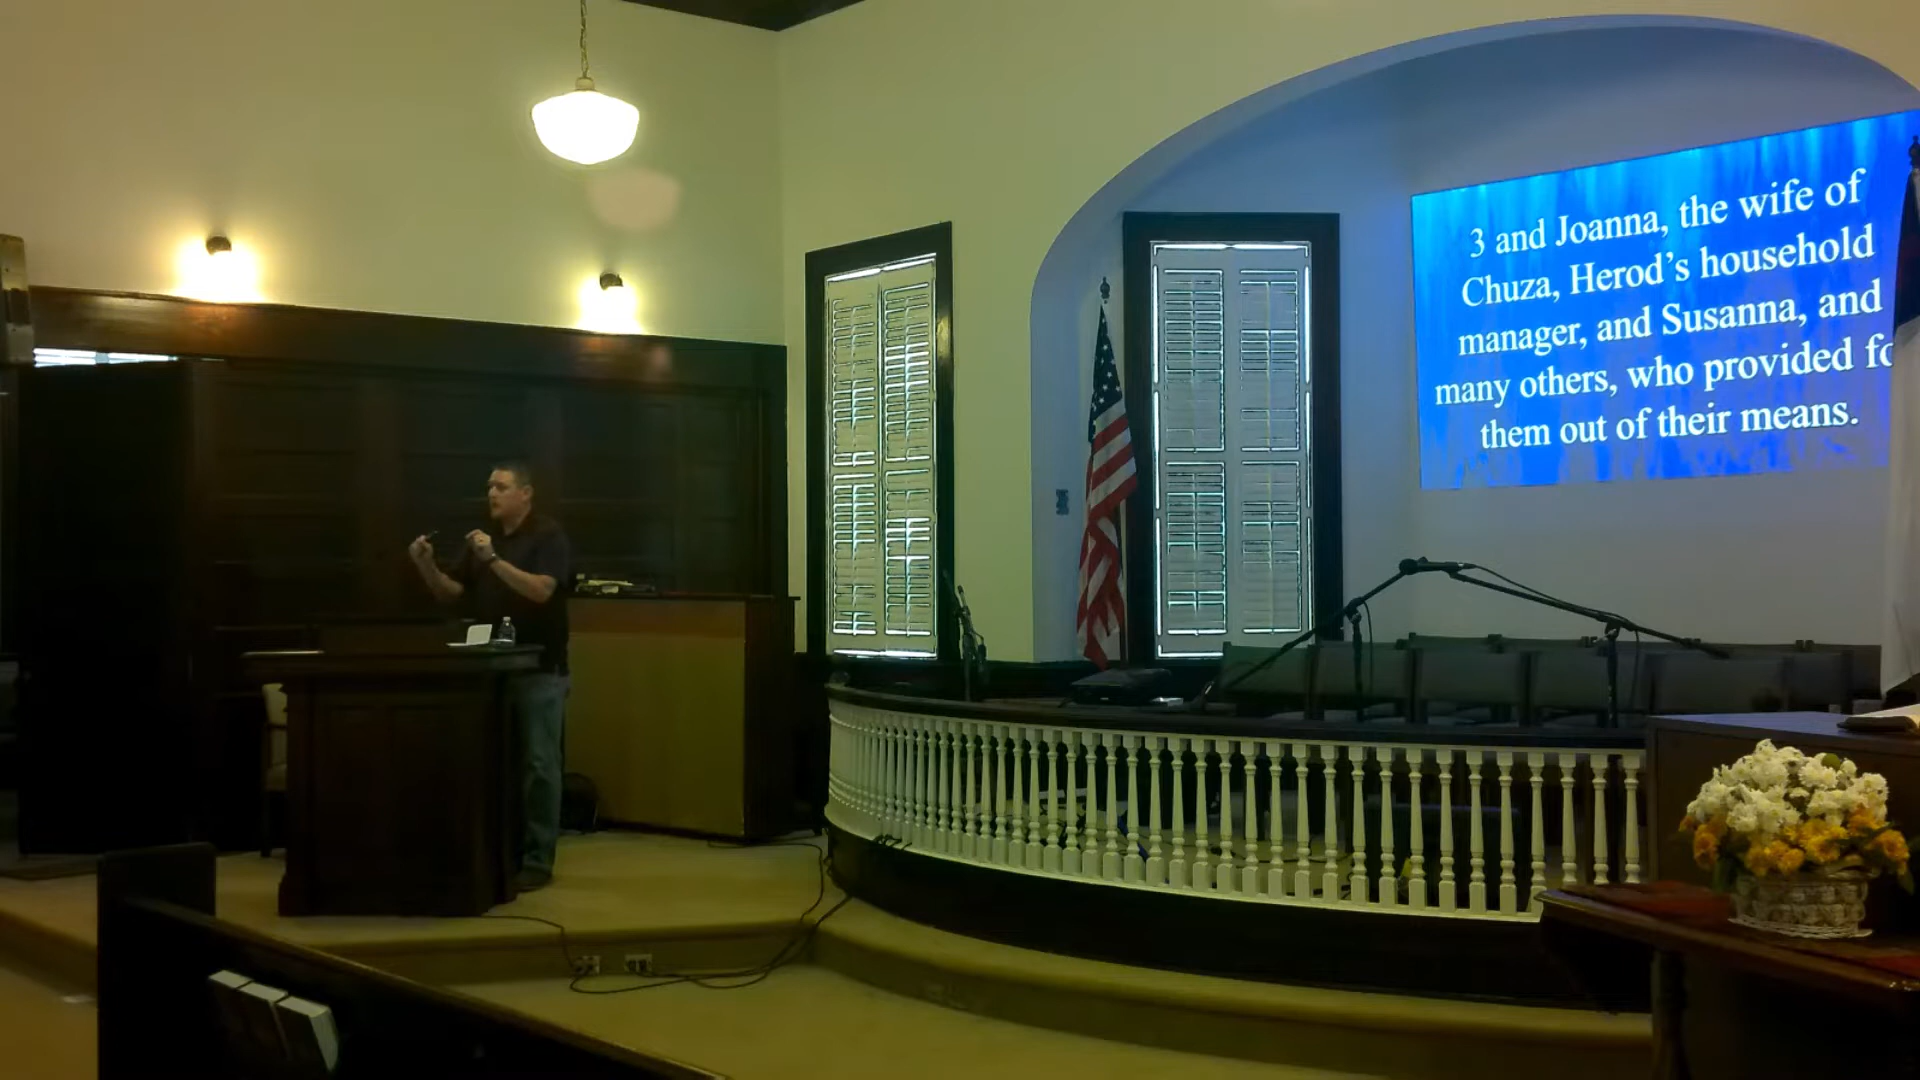 3 and Joanna, the wife of
Chuza, Herod's household
manager, and Susanna, and
many others, who provided fo
them out of their means.